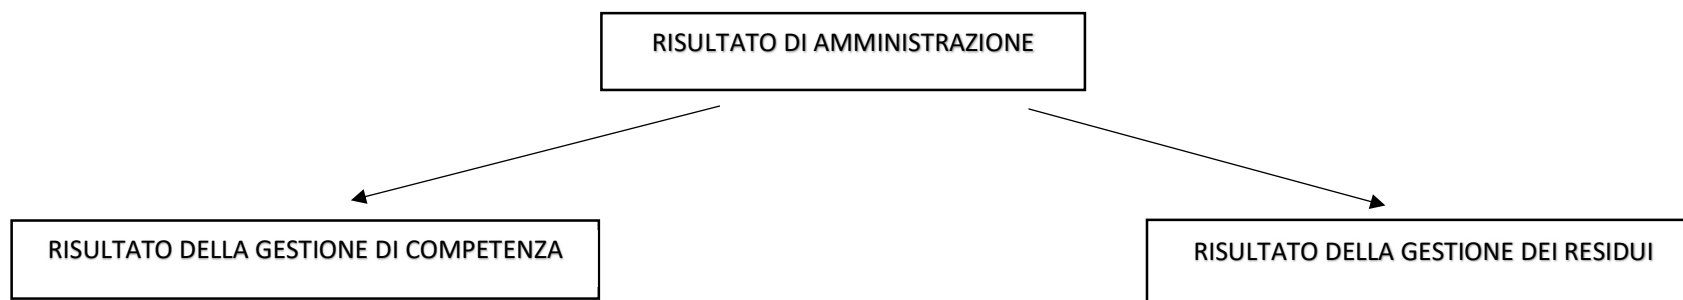 RISULTATO DI AMMINISTRAZIONE
RISULTATO DELLA GESTIONE DI COMPETENZA
RISULTATO DELLA GESTIONE DEI RESIDUI